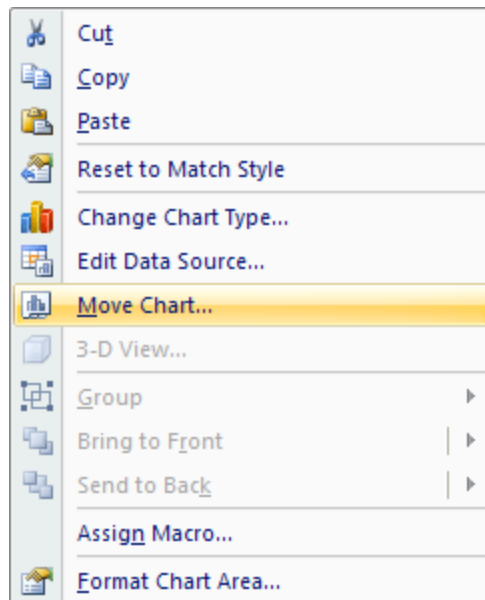 Cut
Copy
Paste
Reset to Match Style
Change Chart Type...
Edit Data Source...
Move Chart...
3-D View...
Group
Bring to Front
Send to Back
Assign Macro...
Format Chart Area...